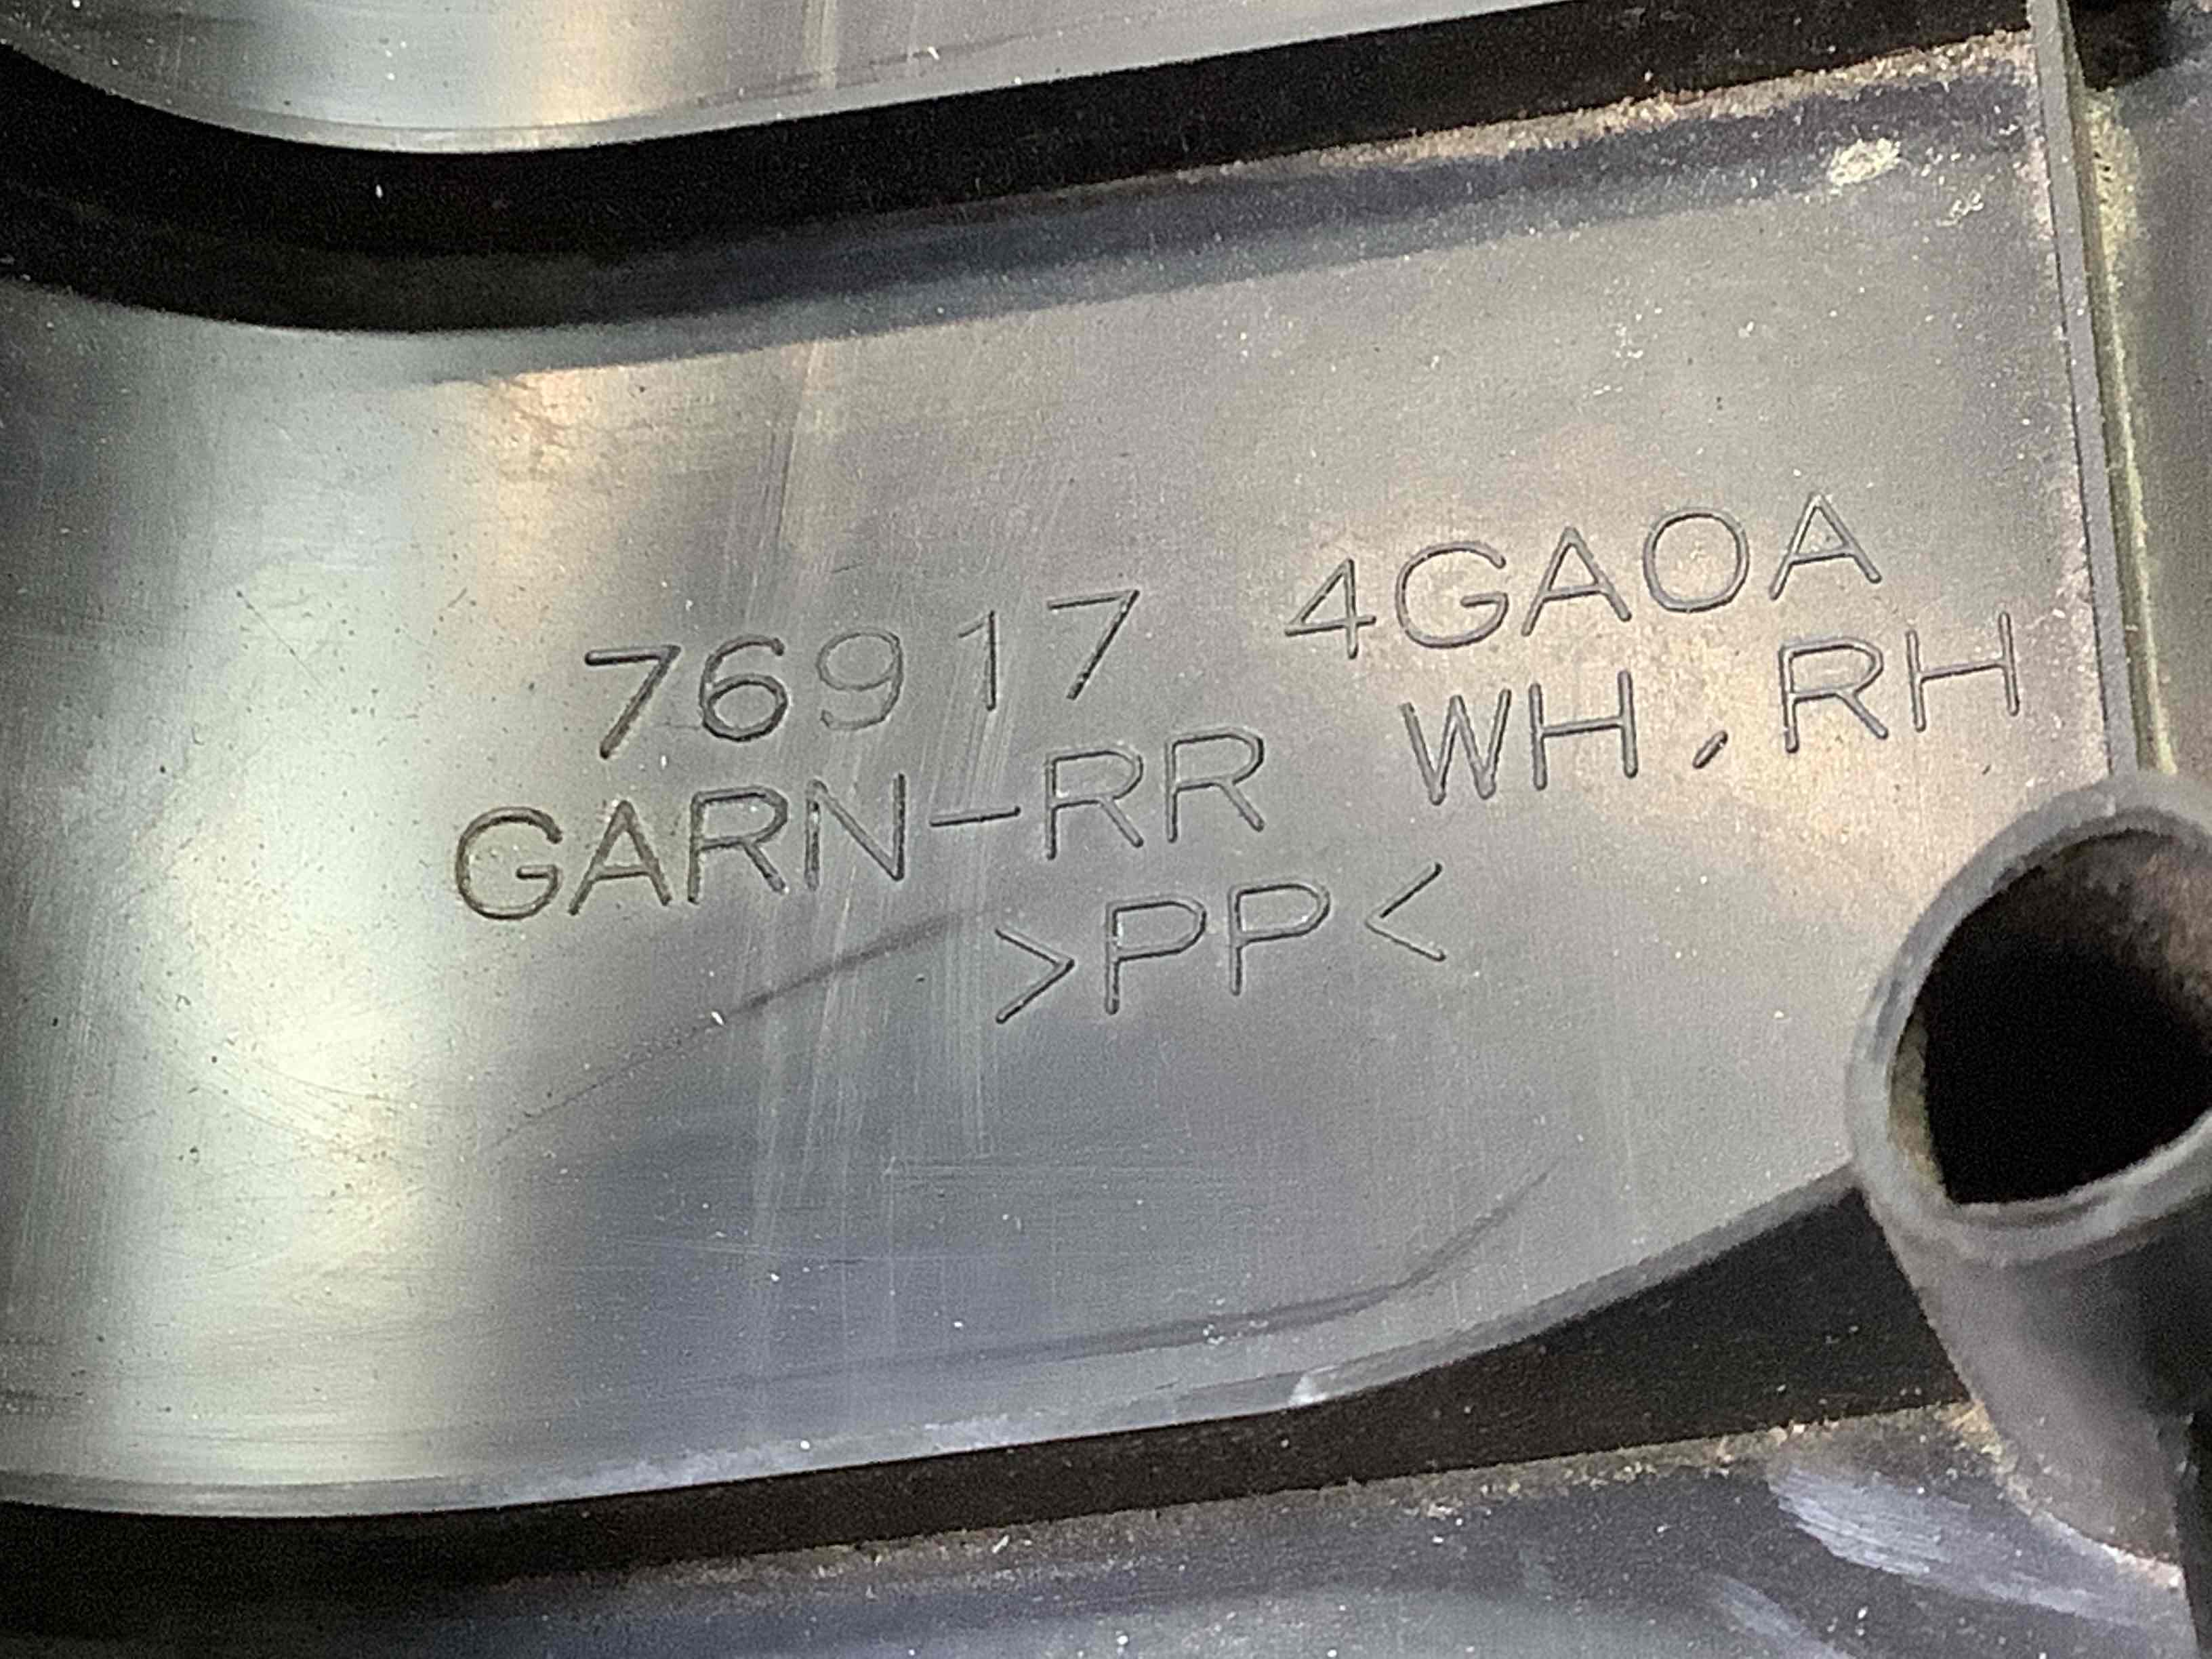 76917 4GA0A
GARN-RR WH,RH
>PP<